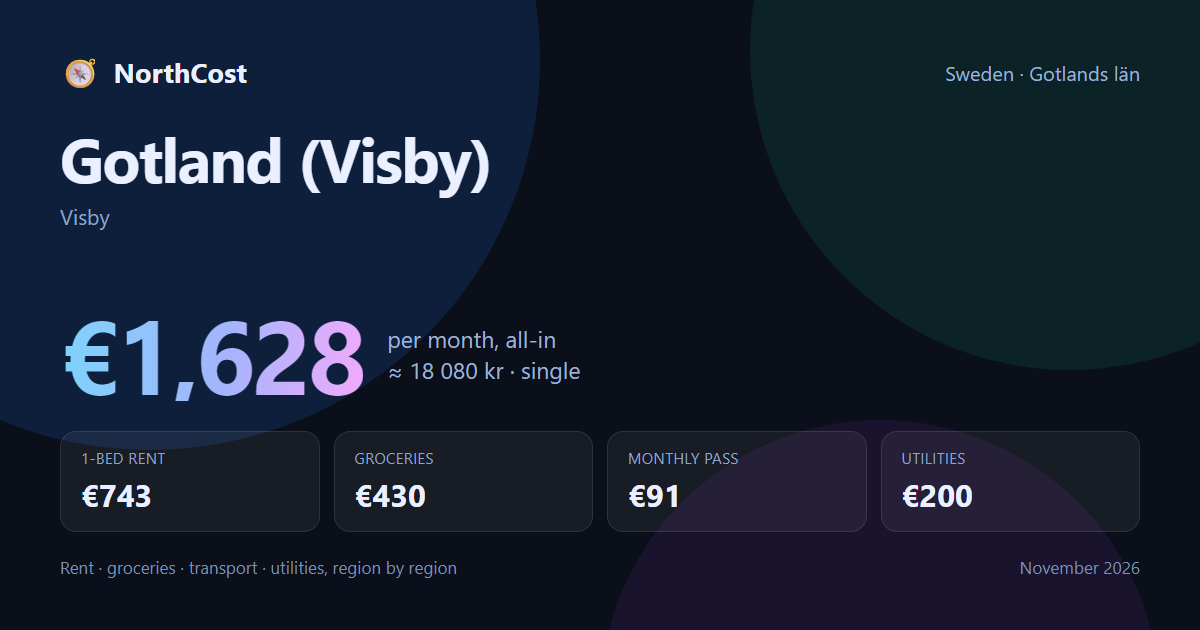 NorthCost
Sweden · Gotlands län
Gotland (Visby)
Visby
€1,628
per month, all-in
≈ 18 080 kr · single
1-BED RENT
€743
GROCERIES
€430
MONTHLY PASS
€91
UTILITIES
€200
Rent · groceries · transport · utilities, region by region
November 2026